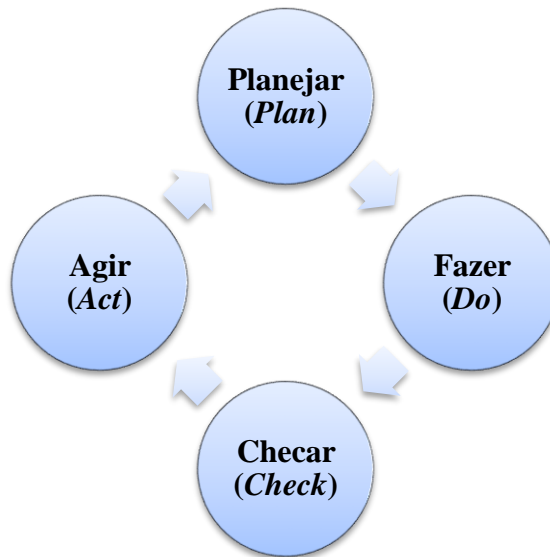 Planejar
(Plan)
Fazer
(Do)
Checar
(Check)
Agir
(Act)